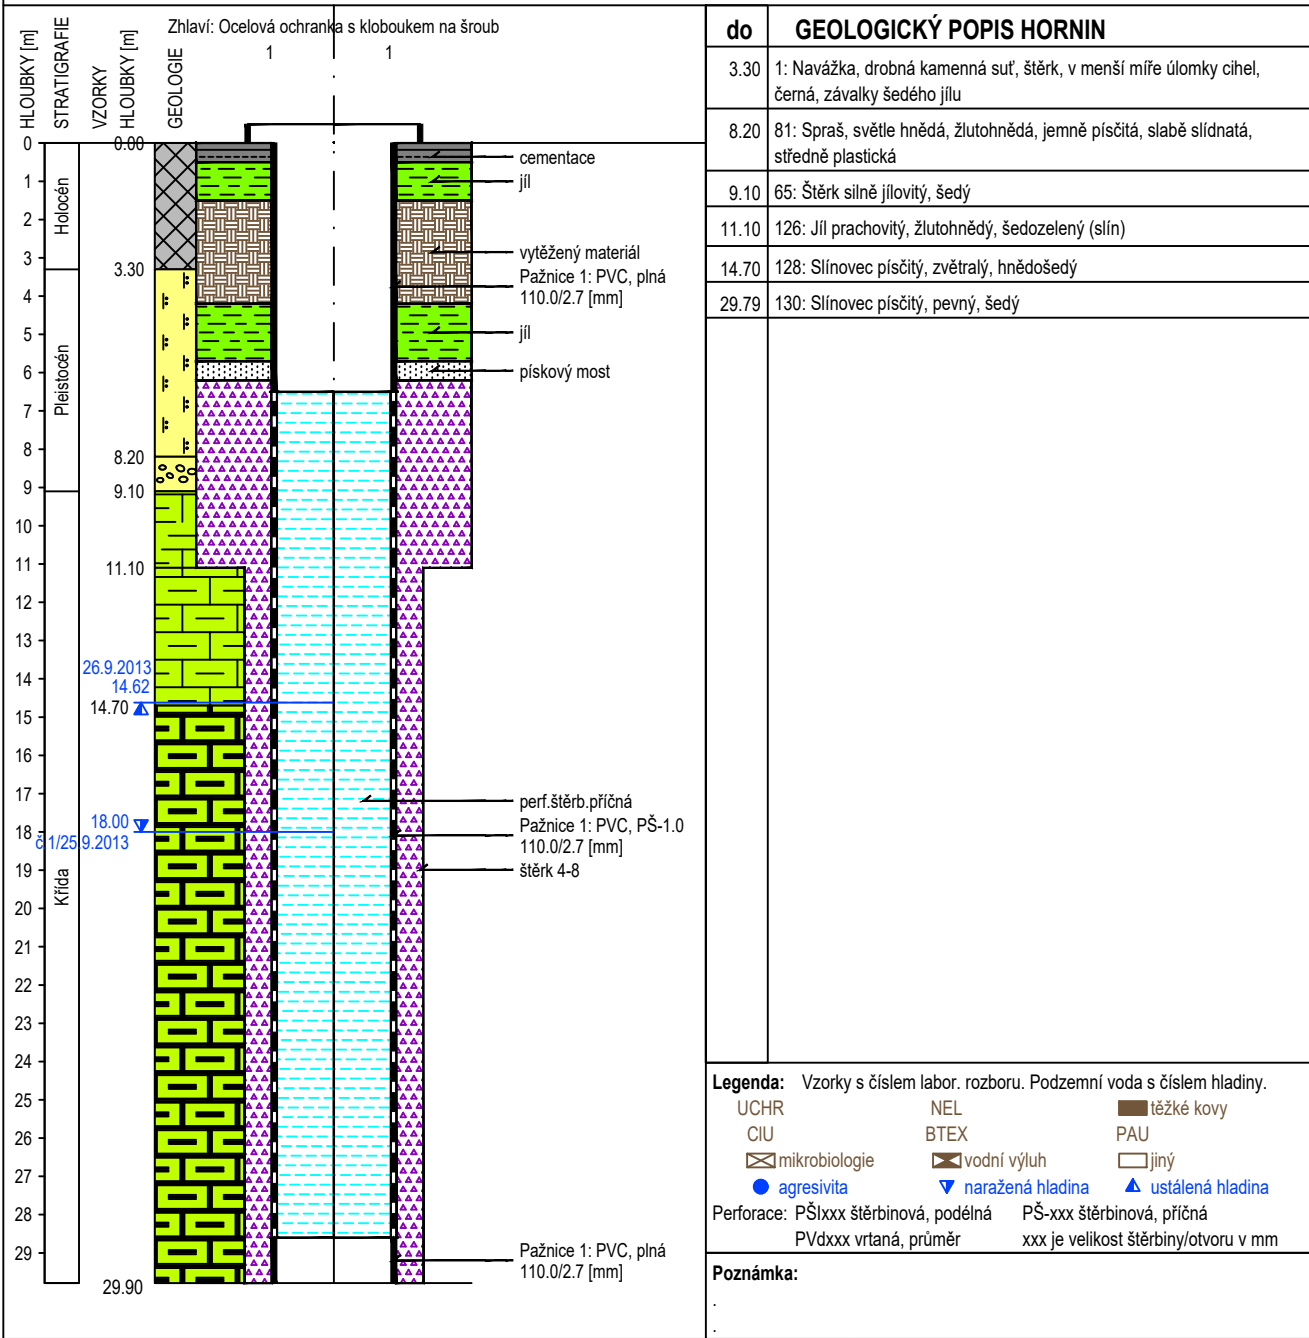 Zhlaví: Ocelová ochranka s kloboukem na šroub
1 1
HLOUBKY [m]
STRATIGRAFIE
VZORKY
HLOUBKY [m]
GEOLOGIE
0
1
2
3
4
5
6
7
8
9
10
11
12
13
14
15
16
17
18
19
20
21
22
23
24
25
26
27
28
29
Holocén
Pleistocén
Křída
0.00
3.30
8.20
9.10
11.10
26.9.2013
14.62
14.70
18.00
č.1/25.9.2013
29.90
cementace
jíl
vytěžený materiál
Pažnice 1: PVC, plná
110.0/2.7 [mm]
jíl
pískový most
perf.štěrb.příčná
Pažnice 1: PVC, PŠ-1.0
110.0/2.7 [mm]
štěrk 4-8
Pažnice 1: PVC, plná
110.0/2.7 [mm]
do GEOLOGICKÝ POPIS HORNIN
3.30 1: Navážka, drobná kamenná suť, štěrk, v menší míře úlomky cihel,
černá, závalky šedého jílu
8.20 81: Spraš, světle hnědá, žlutohnědá, jemně písčitá, slabě slídnatá,
středně plastická
9.10 65: Štěrk silně jílovitý, šedý
11.10 126: Jíl prachovitý, žlutohnědý, šedozelený (slín)
14.70 128: Slínovec písčitý, zvětralý, hnědošedý
29.79 130: Slínovec písčitý, pevný, šedý
Legenda: Vzorky s číslem labor. rozboru. Podzemní voda s číslem hladiny.
UCHR NEL těžké kovy
CIU BTEX PAU
mikrobiologie vodní výluh jiný
agresivita naražená hladina ustálená hladina
Perforace: PŠIxxx štěrbinová, podélná PŠ-xxx štěrbinová, příčná
PVdxxx vrtaná, průměr xxx je velikost štěrbiny/otvoru v mm
Poznámka:
.
.